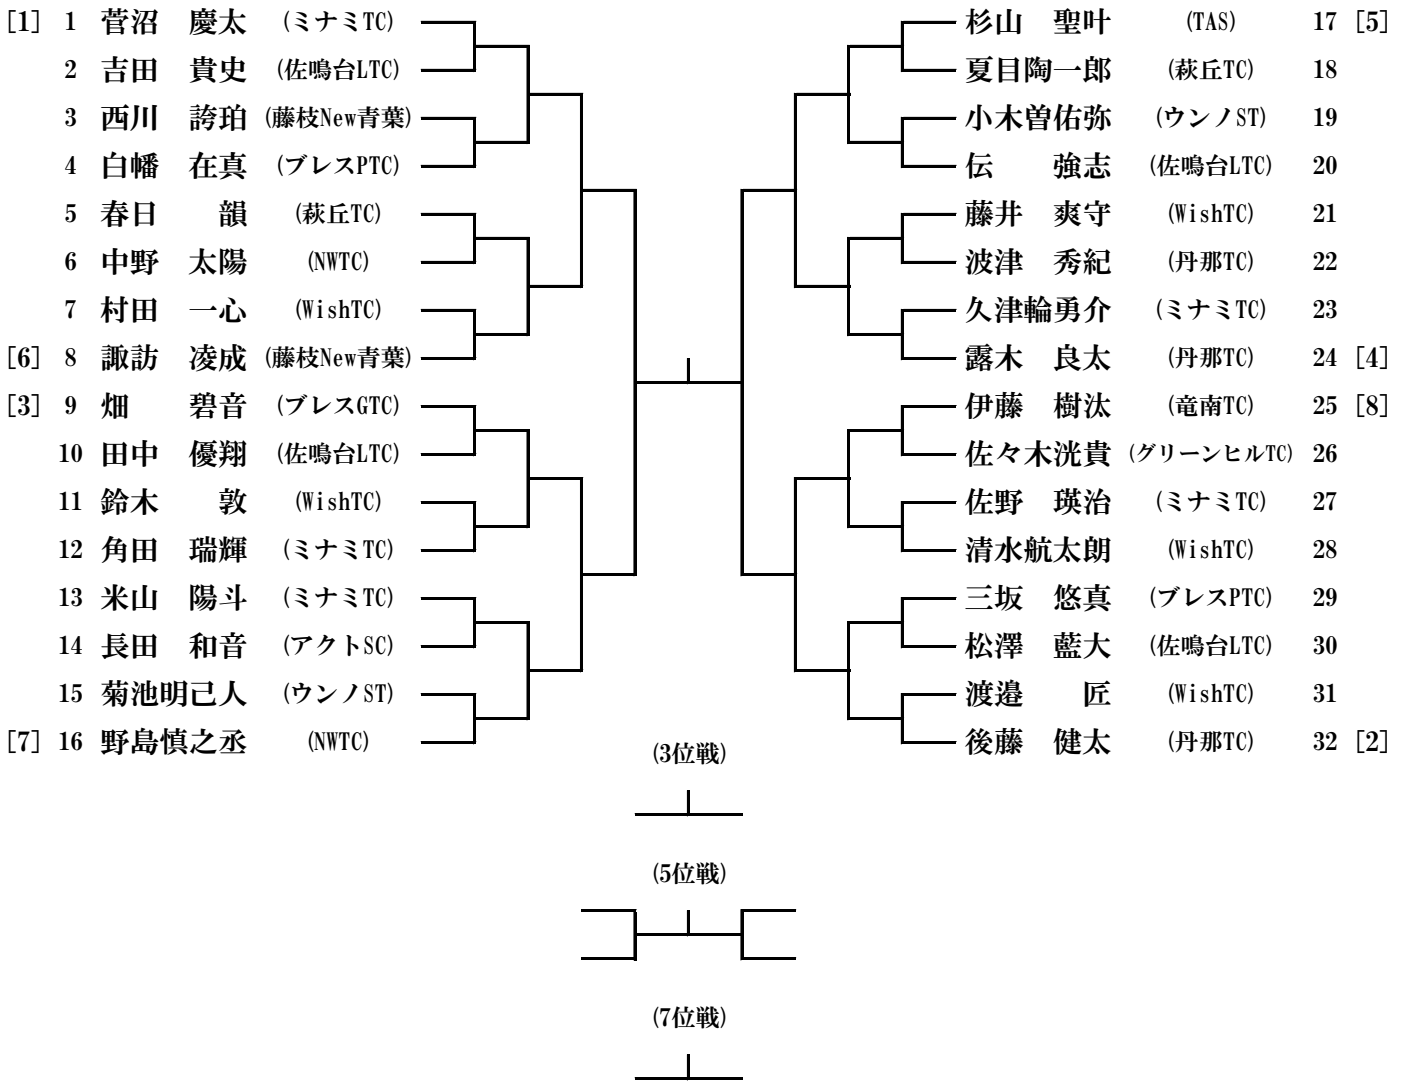 [1] 1 菅沼 慶太 (ミナミTC) 杉山 聖叶 (TAS) 17 [5]
2 吉田 貴史 (佐鳴台LTC) 夏目陶一郎 (萩丘TC) 18
3 西川 誇珀 (藤枝New青葉) 小木曽佑弥 (ウンノST) 19
4 白幡 在真 (ブレスPTC) 伝 強志 (佐鳴台LTC) 20
5 春日 韻 (萩丘TC) 藤井 爽守 (WishTC) 21
6 中野 太陽 (NWTC) 波津 秀紀 (丹那TC) 22
7 村田 一心 (WishTC) 久津輪勇介 (ミナミTC) 23
[6] 8 諏訪 凌成 (藤枝New青葉) 露木 良太 (丹那TC) 24 [4]
[3] 9 畑 碧音 (ブレスGTC) 伊藤 樹汰 (竜南TC) 25 [8]
10 田中 優翔 (佐鳴台LTC) 佐々木洸貴 (グリーンヒルTC) 26
11 鈴木 敦 (WishTC) 佐野 瑛治 (ミナミTC) 27
12 角田 瑞輝 (ミナミTC) 清水航太朗 (WishTC) 28
13 米山 陽斗 (ミナミTC) 三坂 悠真 (ブレスPTC) 29
14 長田 和音 (アクトSC) 松澤 藍大 (佐鳴台LTC) 30
15 菊池明己人 (ウンノST) 渡邉 匠 (WishTC) 31
[7] 16 野島慎之丞 (NWTC) 後藤 健太 (丹那TC) 32 [2]
(3位戦)
(5位戦)
(7位戦)